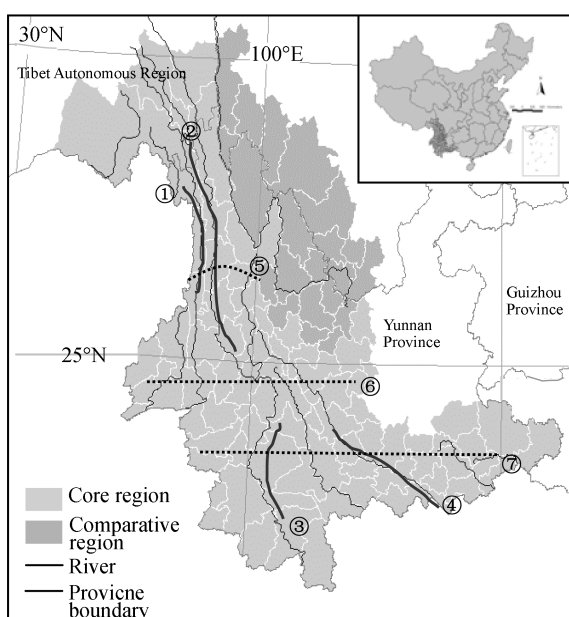 30°N
100°E
Tibet Autonomous Region
②
①
⑤
Guizhou
Province
Yunnan
Province
25°N
⑥
⑦
④
③
Core region
Comparative
region
River
Provicne
boundary